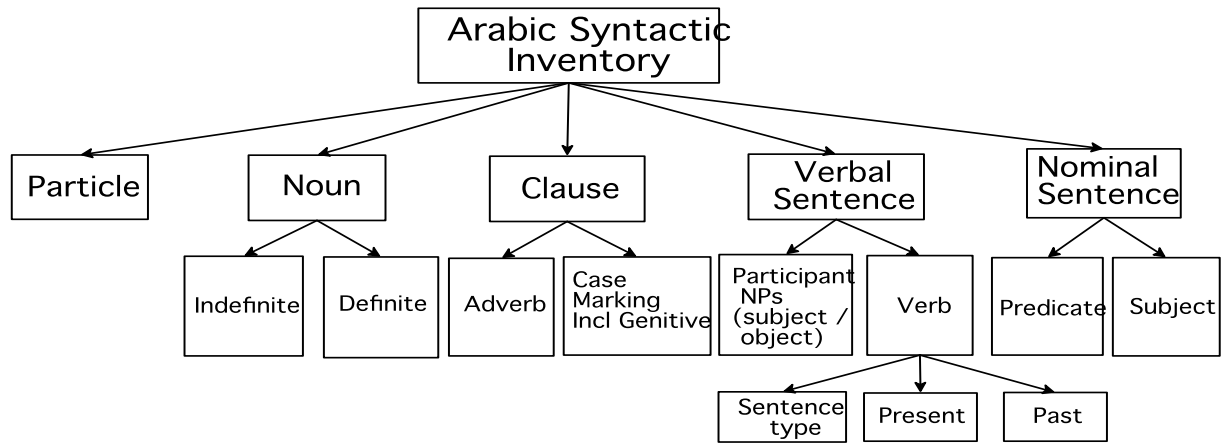 Arabic Syntactic
Inventory
Particle
Noun
Clause
Verbal
Sentence
Nominal
Sentence
Indefinite
Definite
Adverb
Case
Marking
Incl Genitive
Participant
NPs
(subject /
object)
Verb
Predicate
Subject
Sentence
type
Present
Past